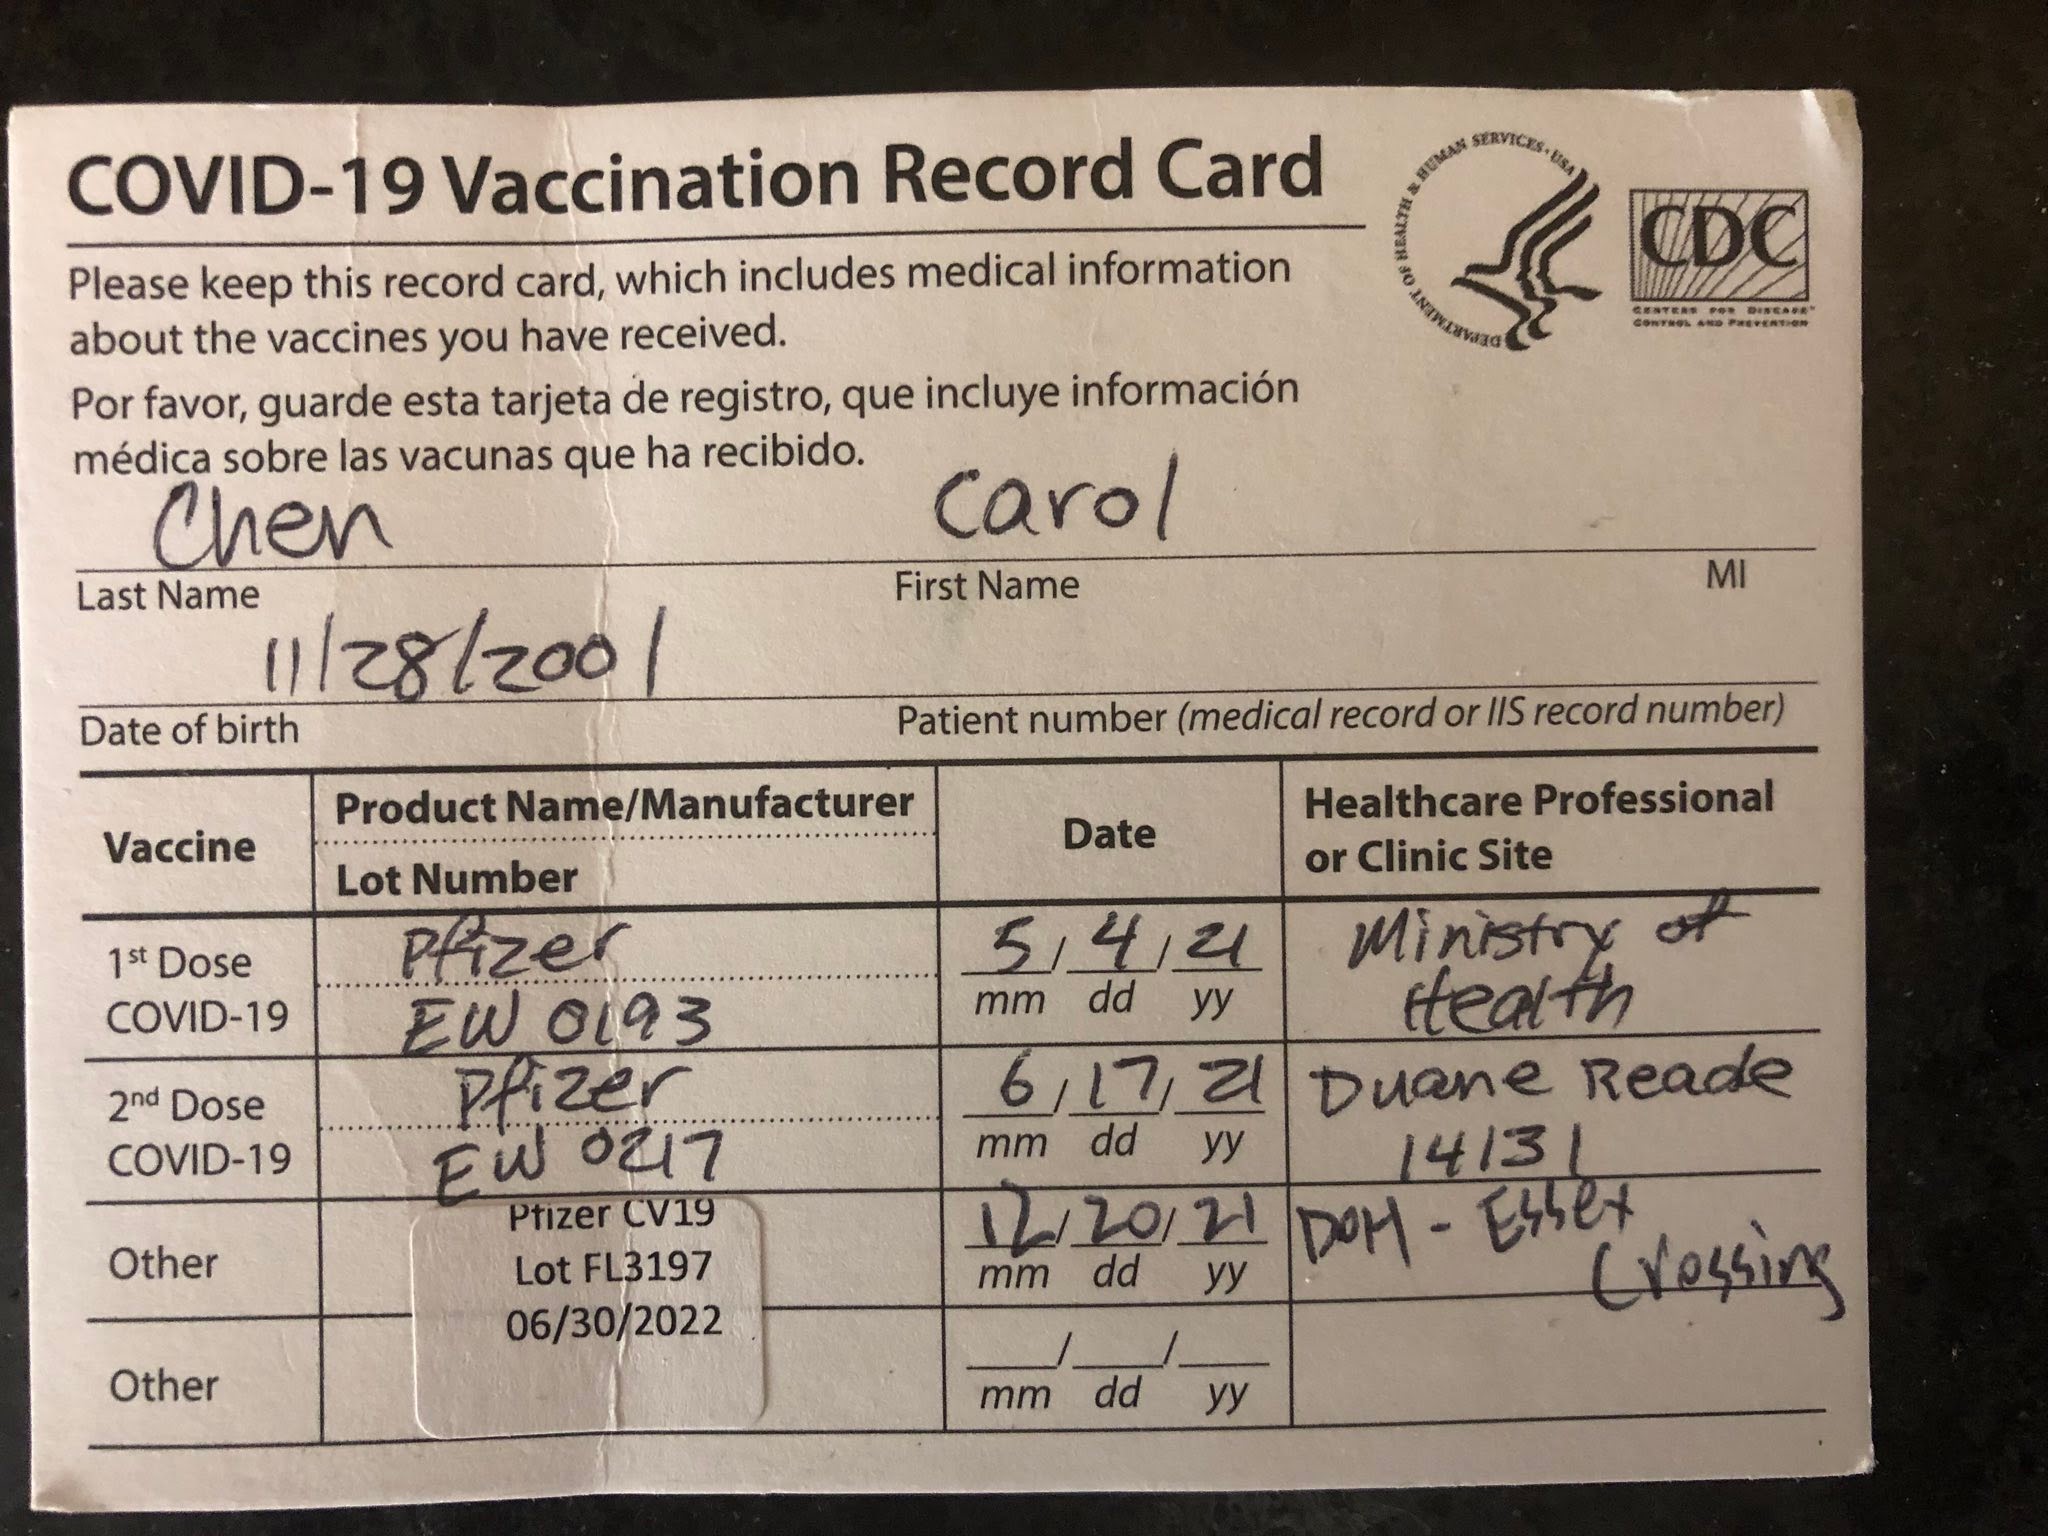 COVID-19 Vaccination Record Card
DEPARTMENT OF HEALTH & HUMAN SERVICES · USA
CDC
CENTERS FOR DISEASE
CONTROL AND PREVENTION
Please keep this record card, which includes medical information
about the vaccines you have received.
Por favor, guarde esta tarjeta de registro, que incluye información
médica sobre las vacunas que ha recibido.
Chen Carol
Last Name First Name MI
11/28/2001
Date of birth Patient number (medical record or IIS record number)
Vaccine Product Name/Manufacturer Date Healthcare Professional
Lot Number or Clinic Site
1st Dose Pfizer 5/4/21 Ministry of
COVID-19 EW 0193 mm dd yy Health
2nd Dose Pfizer 6/17/21 Duane Reade
COVID-19 EW 0217 mm dd yy 14131
Pfizer CV19 12/20/21 DOH - Essex
Other Lot FL3197 mm dd yy Crossing
06/30/2022
Other / /
mm dd yy